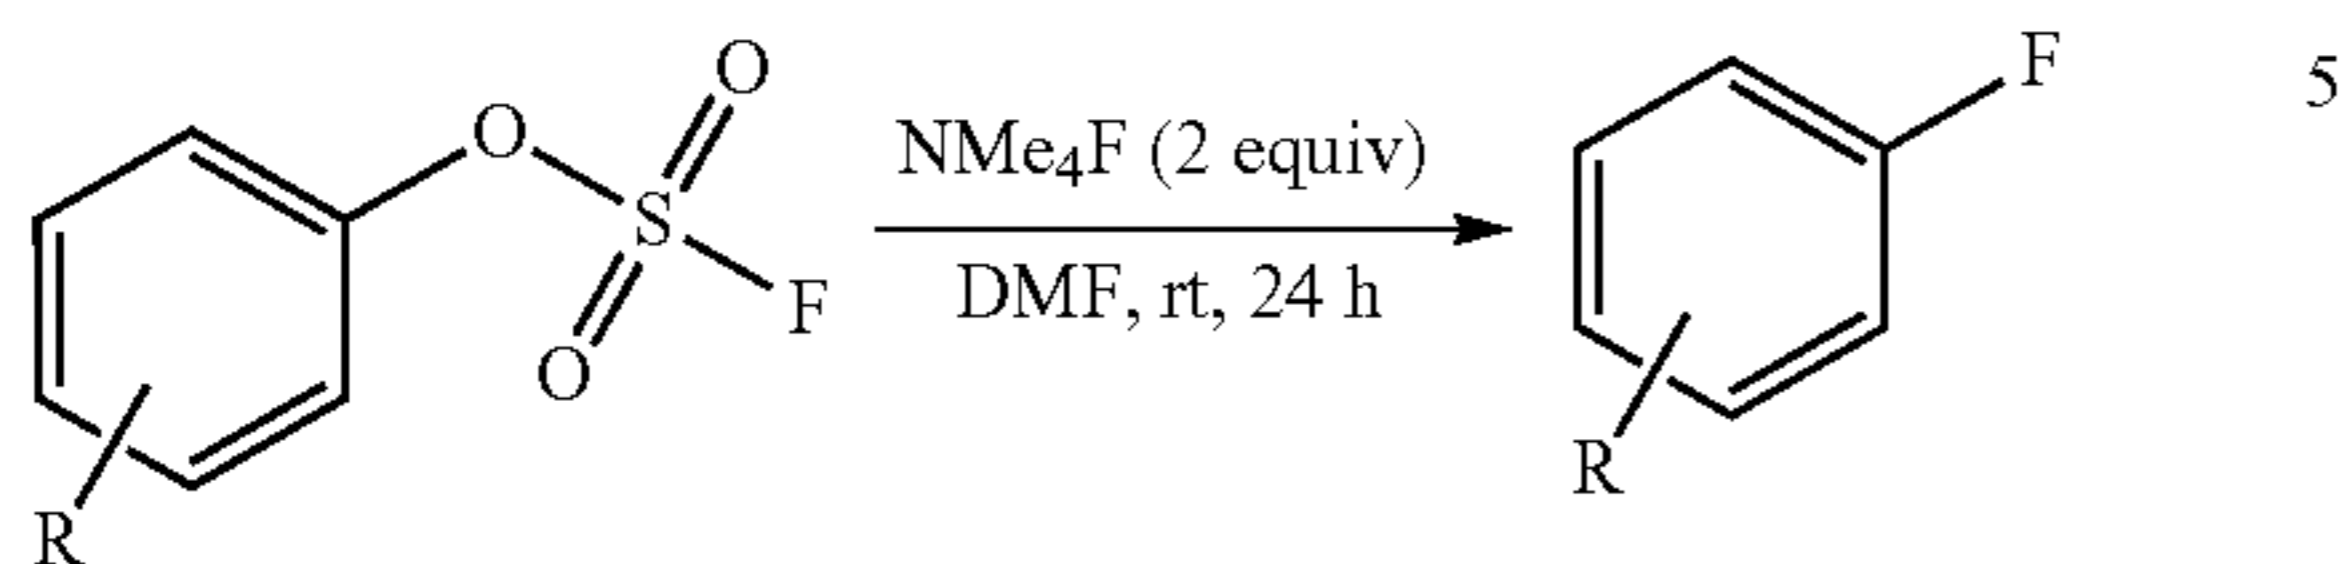 O
O
S
F
O
R
NMe4F (2 equiv)
DMF, rt, 24 h
F
R
5